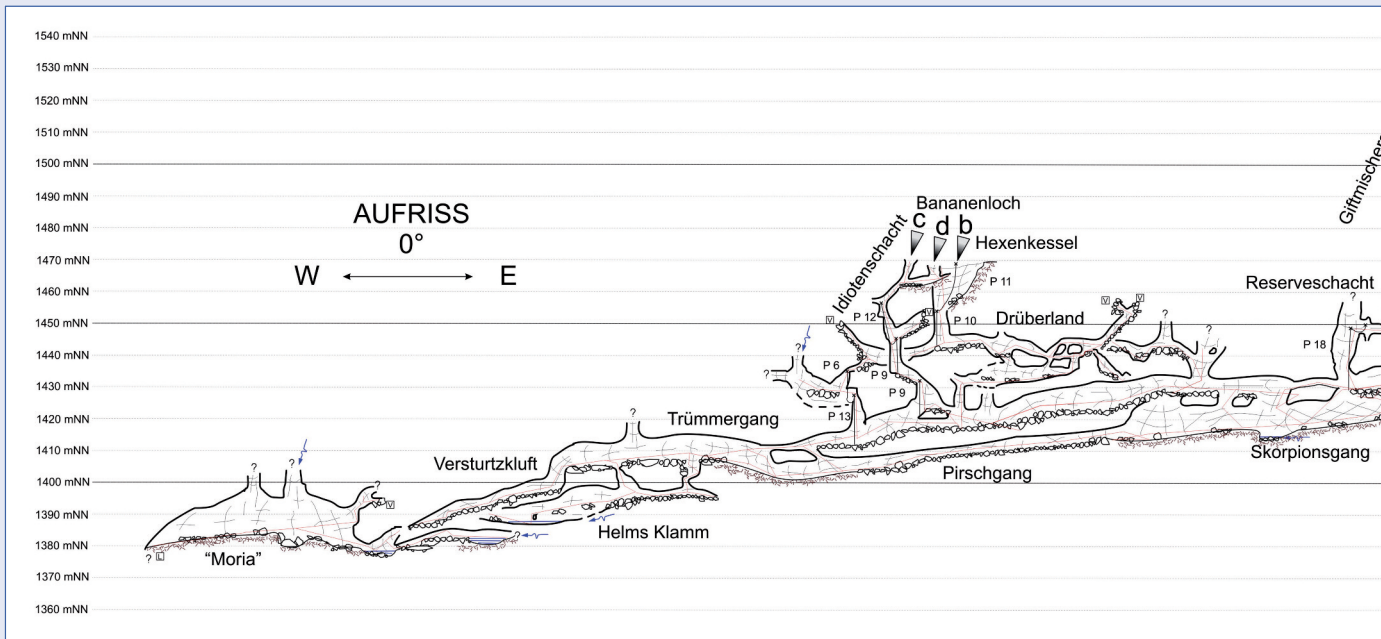 1540 mNN
1530 mNN
1520 mNN
1510 mNN
1500 mNN
1490 mNN
1480 mNN
1470 mNN
1460 mNN
1450 mNN
1440 mNN
1430 mNN
1420 mNN
1410 mNN
1400 mNN
1390 mNN
1380 mNN
1370 mNN
1360 mNN
AUFRISS
0°
W E
Bananenloch
c d b
Hexenkessel
Idiotenschacht
Giftmischer
P 11
Reserveschacht
P 12
P 10
Drüberland
P 18
P 6
P 9
P 9
P 13
Trümmergang
Versturtzkluft
Skorpionsgang
Pirschgang
Helms Klamm
"Moria"
? ? ? ? ? ? ? ? ? ? ?
V V V V V
L